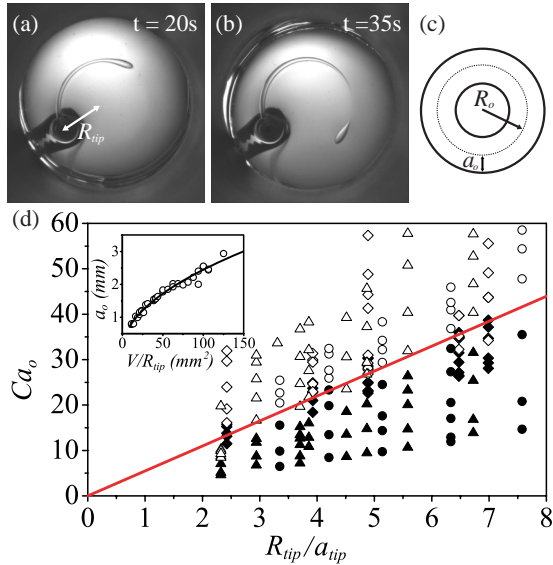 (a) t = 20s
R_tip
(b) t=35s
(c)
R_o
a_o
(d)
60
50
40
30
20
10
0
Ca_o
0 1 2 3 4 5 6 7 8
R_tip/a_tip
3
2
1
a_o (mm)
0 50 100 150
V/R_tip (mm²)